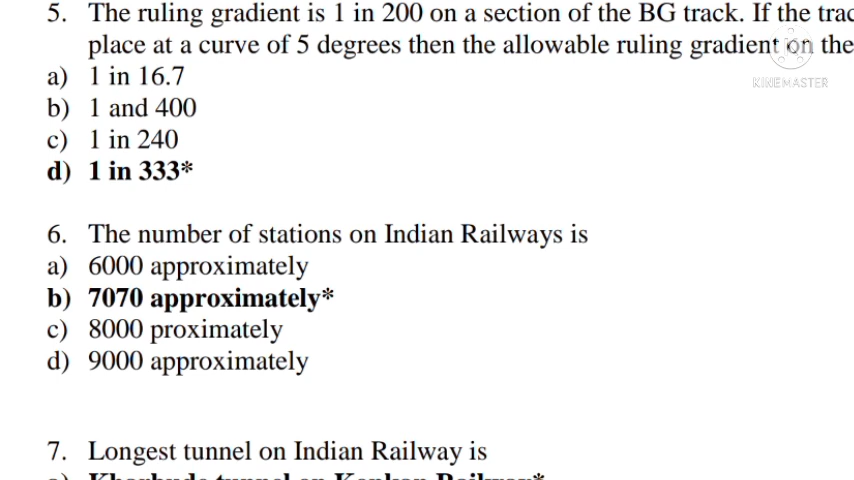 5. The ruling gradient is 1 in 200 on a section of the BG track. If the
place at a curve of 5 degrees then the allowable ruling gradient on the
KINEMASTER
a) 1 in 16.7
b) 1 and 400
c) 1 in 240
d) 1 in 333*
6. The number of stations on Indian Railways is
a) 6000 approximately
b) 7070 approximately*
c) 8000 proximately
d) 9000 approximately
7. Longest tunnel on Indian Railway is